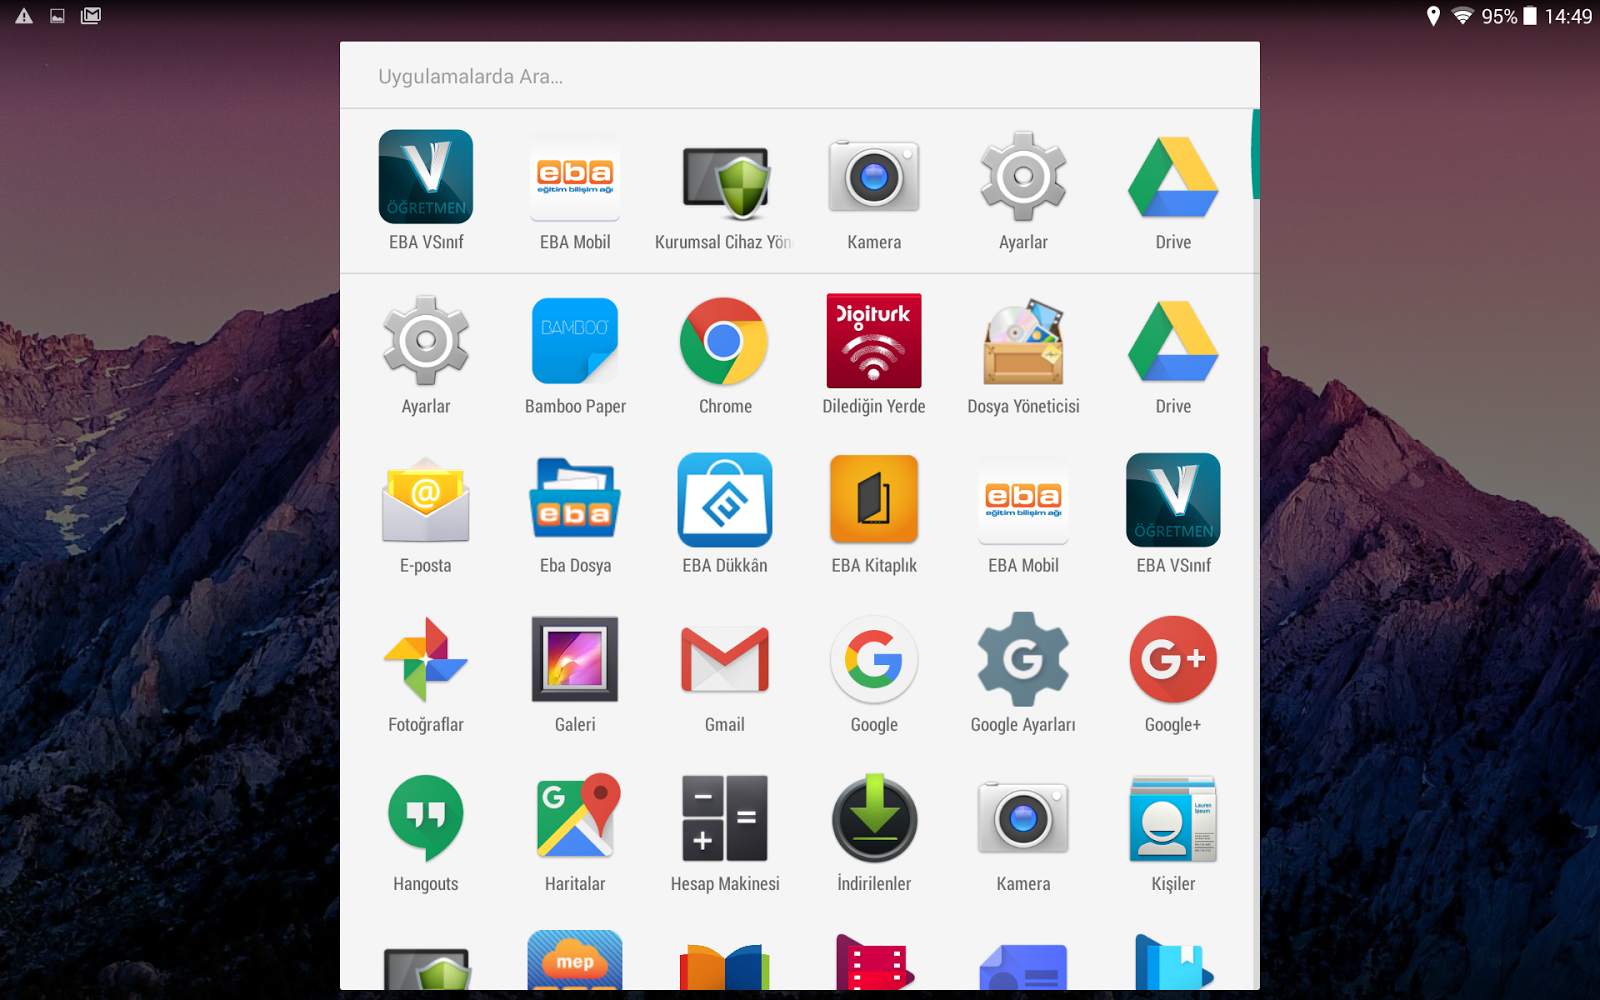 95% 14:49
Uygulamalarda Ara...
ÖĞRETMEN
eba
eğitim bilişim ağı
EBA VSınıf EBA Mobil Kurumsal Cihaz Yön Kamera Ayarlar Drive
BAMBOO
Digiturk
Ayarlar Bamboo Paper Chrome Dilediğin Yerde Dosya Yöneticisi Drive
@
eba
eba
eğitim bilişim ağı
ÖĞRETMEN
E-posta Eba Dosya EBA Dükkân EBA Kitaplık EBA Mobil EBA VSınıf
G
G
G+
Fotoğraflar Galeri Gmail Google Google Ayarları Google+
G
Lauren
Ipsum
Hangouts Haritalar Hesap Makinesi İndirilenler Kamera Kişiler
mep